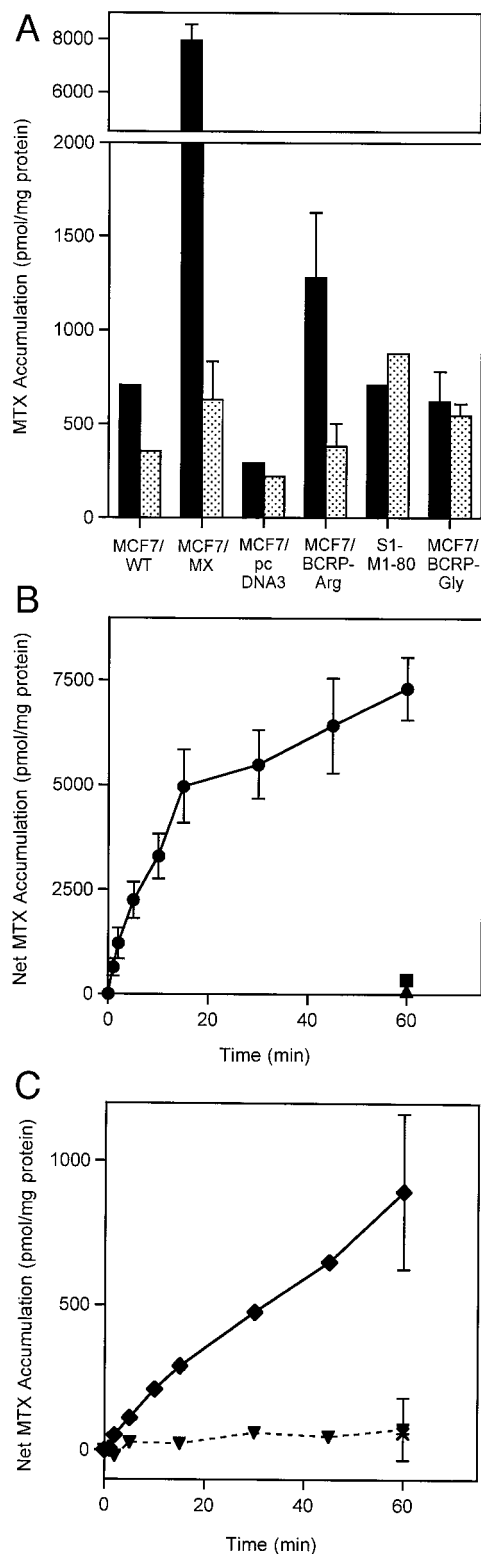 A
MTX Accumulation (pmol/mg protein)
8000
6000
2000
1500
1000
500
0
MCF7/
WT
MCF7/
MX
MCF7/
pc
DNA3
MCF7/
BCRP-
Arg
S1-
M1-80
MCF7/
BCRP-
Gly
B
Net MTX Accumulation (pmol/mg protein)
7500
5000
2500
0
0
20
40
60
Time (min)
C
Net MTX Accumulation (pmol/mg protein)
1000
500
0
0
20
40
60
Time (min)